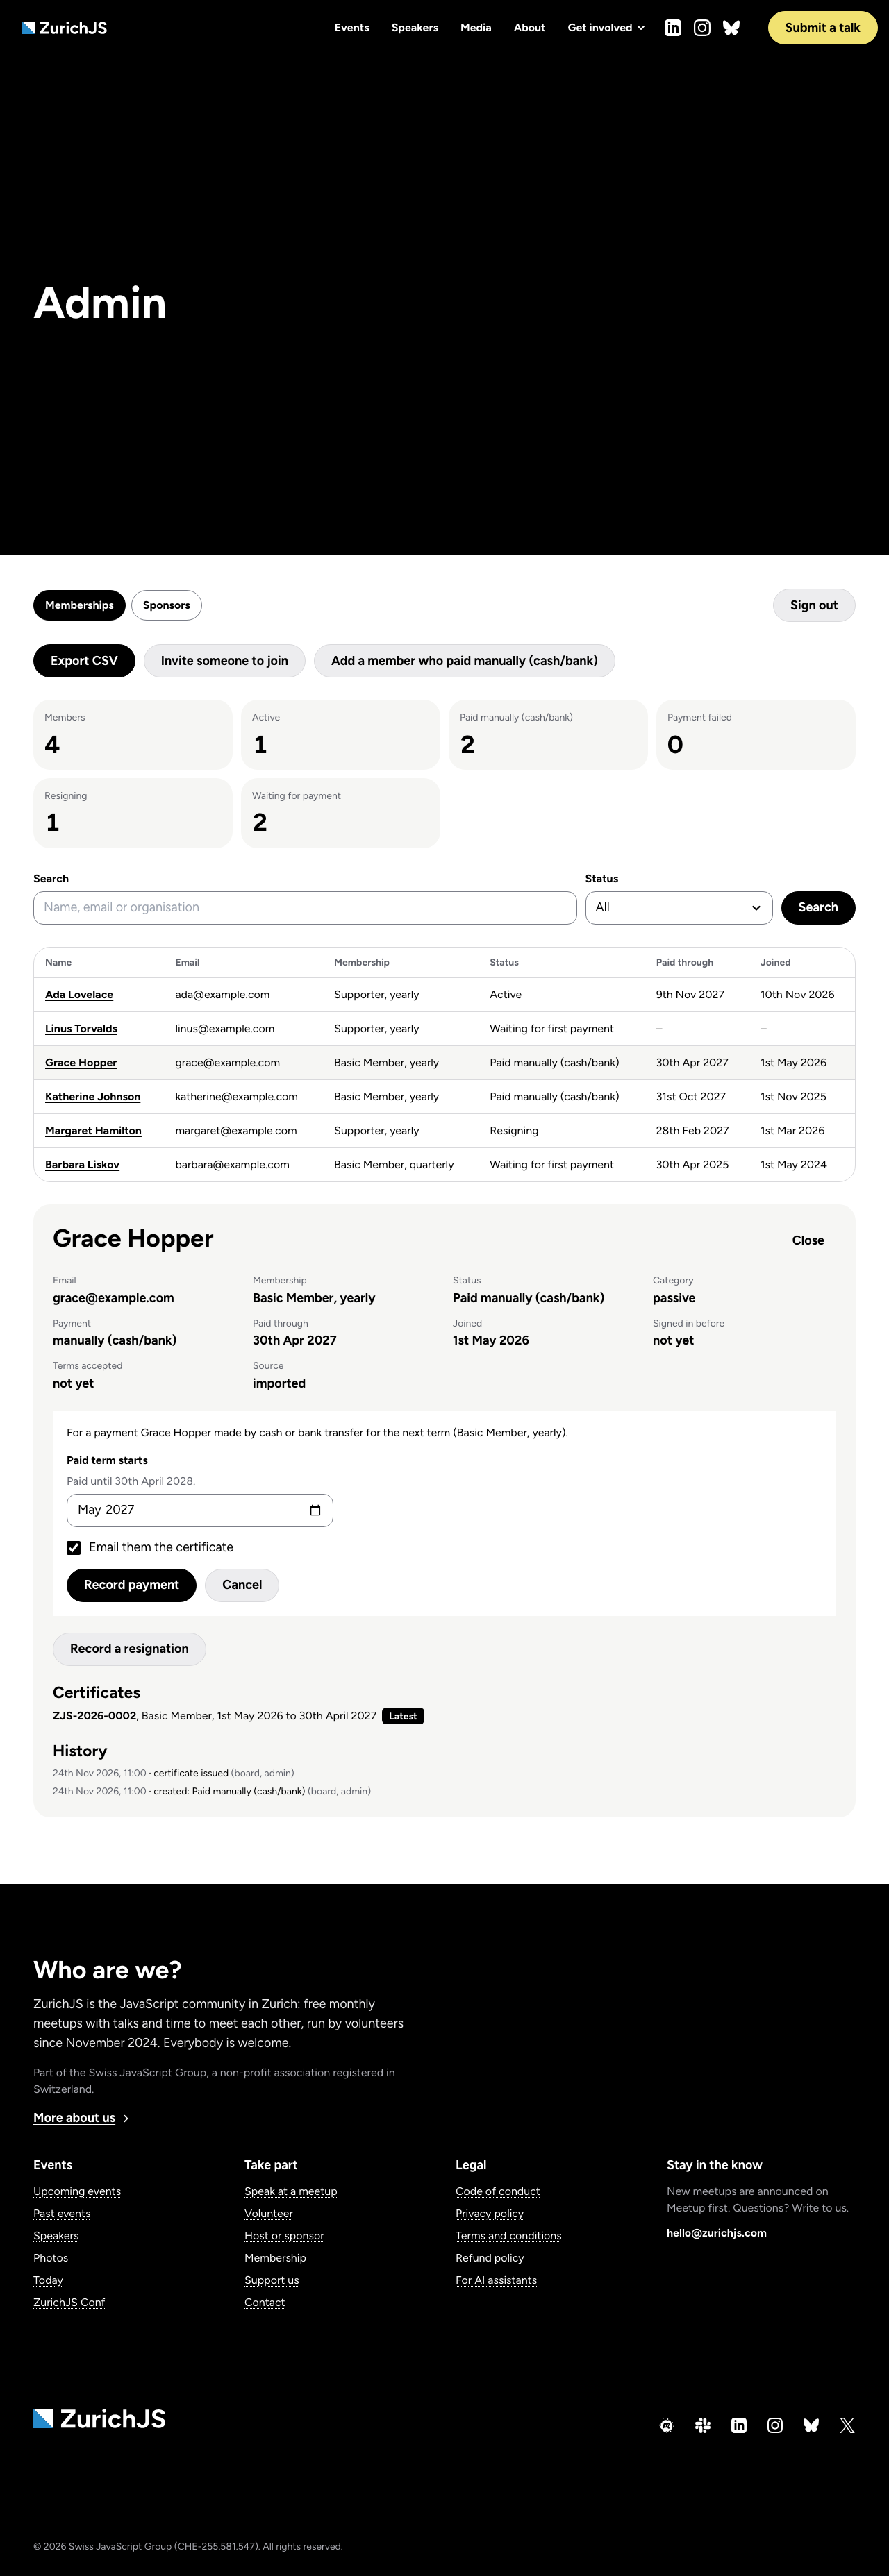 ZurichJS
Events Speakers Media About Get involved Submit a talk
Admin
Memberships Sponsors Sign out
Export CSV Invite someone to join Add a member who paid manually (cash/bank)
Members Active Paid manually (cash/bank) Payment failed
4 1 2 0
Resigning Waiting for payment
1 2
Search Status
Name, email or organisation All Search
Name Email Membership Status Paid through Joined
Ada Lovelace ada@example.com Supporter, yearly Active 9th Nov 2027 10th Nov 2026
Linus Torvalds linus@example.com Supporter, yearly Waiting for first payment – –
Grace Hopper grace@example.com Basic Member, yearly Paid manually (cash/bank) 30th Apr 2027 1st May 2026
Katherine Johnson katherine@example.com Basic Member, yearly Paid manually (cash/bank) 31st Oct 2027 1st Nov 2025
Margaret Hamilton margaret@example.com Supporter, yearly Resigning 28th Feb 2027 1st Mar 2026
Barbara Liskov barbara@example.com Basic Member, quarterly Waiting for first payment 30th Apr 2025 1st May 2024
Grace Hopper Close
Email Membership Status Category
grace@example.com Basic Member, yearly Paid manually (cash/bank) passive
Payment Paid through Joined Signed in before
manually (cash/bank) 30th Apr 2027 1st May 2026 not yet
Terms accepted Source
not yet imported
For a payment Grace Hopper made by cash or bank transfer for the next term (Basic Member, yearly).
Paid term starts
Paid until 30th April 2028.
May 2027
Email them the certificate
Record payment Cancel
Record a resignation
Certificates
ZJS-2026-0002, Basic Member, 1st May 2026 to 30th April 2027 Latest
History
24th Nov 2026, 11:00 · certificate issued (board, admin)
24th Nov 2026, 11:00 · created: Paid manually (cash/bank) (board, admin)
Who are we?
ZurichJS is the JavaScript community in Zurich: free monthly
meetups with talks and time to meet each other, run by volunteers
since November 2024. Everybody is welcome.
Part of the Swiss JavaScript Group, a non-profit association registered in
Switzerland.
More about us
Events Take part Legal Stay in the know
Upcoming events Speak at a meetup Code of conduct New meetups are announced on
Past events Volunteer Privacy policy Meetup first. Questions? Write to us.
Speakers Host or sponsor Terms and conditions hello@zurichjs.com
Photos Membership Refund policy
Today Support us For AI assistants
ZurichJS Conf Contact
ZurichJS
© 2026 Swiss JavaScript Group (CHE-255.581.547). All rights reserved.